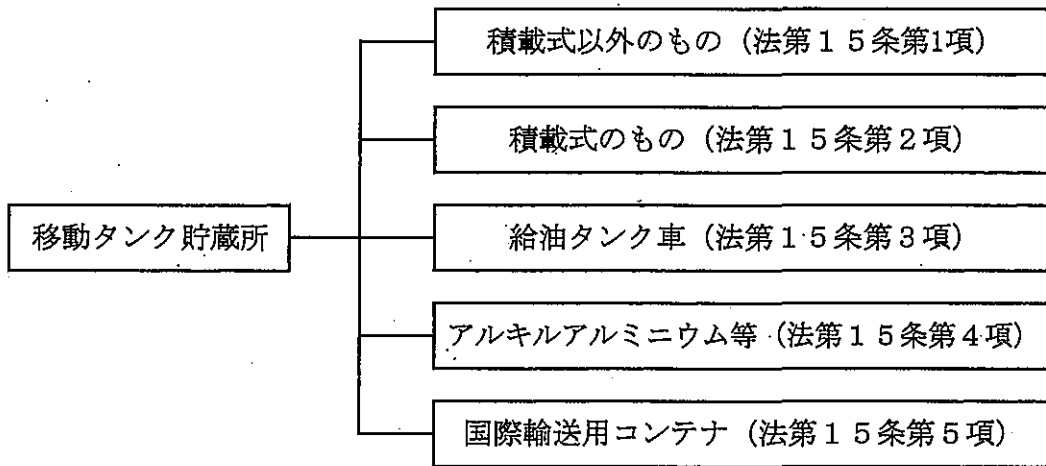 積載式以外のもの（法第１５条第1項）
積載式のもの（法第１５条第２項）
移動タンク貯蔵所
給油タンク車（法第１５条第３項）
アルキルアルミニウム等（法第１５条第４項）
国際輸送用コンテナ（法第１５条第５項）